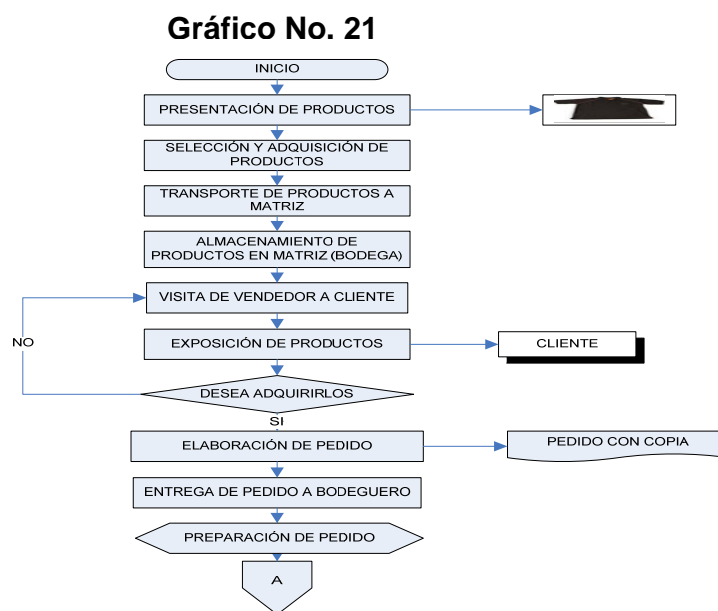 Gráfico No. 21
INICIO
PRESENTACIÓN DE PRODUCTOS
SELECCIÓN Y ADQUISICIÓN DE
PRODUCTOS
TRANSPORTE DE PRODUCTOS A
MATRIZ
ALMACENAMIENTO DE
PRODUCTOS EN MATRIZ (BODEGA)
VISITA DE VENDEDOR A CLIENTE
NO
EXPOSICIÓN DE PRODUCTOS
CLIENTE
DESEA ADQUIRIRLOS
SI
ELABORACIÓN DE PEDIDO
PEDIDO CON COPIA
ENTREGA DE PEDIDO A BODEGUERO
PREPARACIÓN DE PEDIDO
A